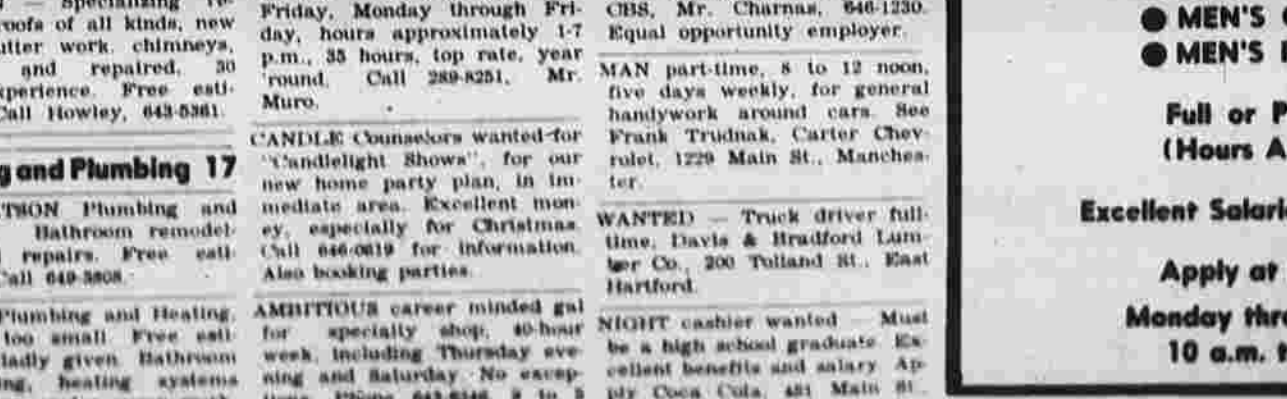 Specializing
roofs of all kinds, new
work, chimneys,
and repaired. 30
Free esti-
Call Howley, 643-5361.
and Plumbing 17
Plumbing and
Bathroom remodel-
repairs. Free esti-
649-3808.
Plumbing and Heating,
too small Free esti-
given Bathroom
heating systems
Friday, Monday through Fri-
day, hours approximately 1-7
p.m., 35 hours, top rate, year
'round. Call 289-8251, Mr.
Muro.
CANDLE Counselors wanted for
"Candlelight Shows", for our
new home party plan, in im-
mediate area. Excellent mon-
ey, especially for Christmas.
Call 646-0619 for information.
Also booking parties.
AMBITIOUS career minded gal
for specialty shop, 40-hour
week, including Thursday eve-
ning and Saturday. No excep-
CBS, Mr. Charnas, 646-1230.
Equal opportunity employer.
MAN part-time, 8 to 12 noon,
five days weekly, for general
handywork around cars. See
Frank Trudnak, Carter Chev-
rolet, 1229 Main St., Manches-
ter.
WANTED — Truck driver full-
time, Davis & Bradford Lum-
ber Co., 200 Tolland St., East
Hartford.
NIGHT cashier wanted — Must
be a high school graduate. Ex-
cellent benefits and salary. Ap-
ply Coca Cola, 451 Main St.,
● MEN'S
● MEN'S
Full or
(Hours
Excellent
Apply at
Monday
10 a.m.